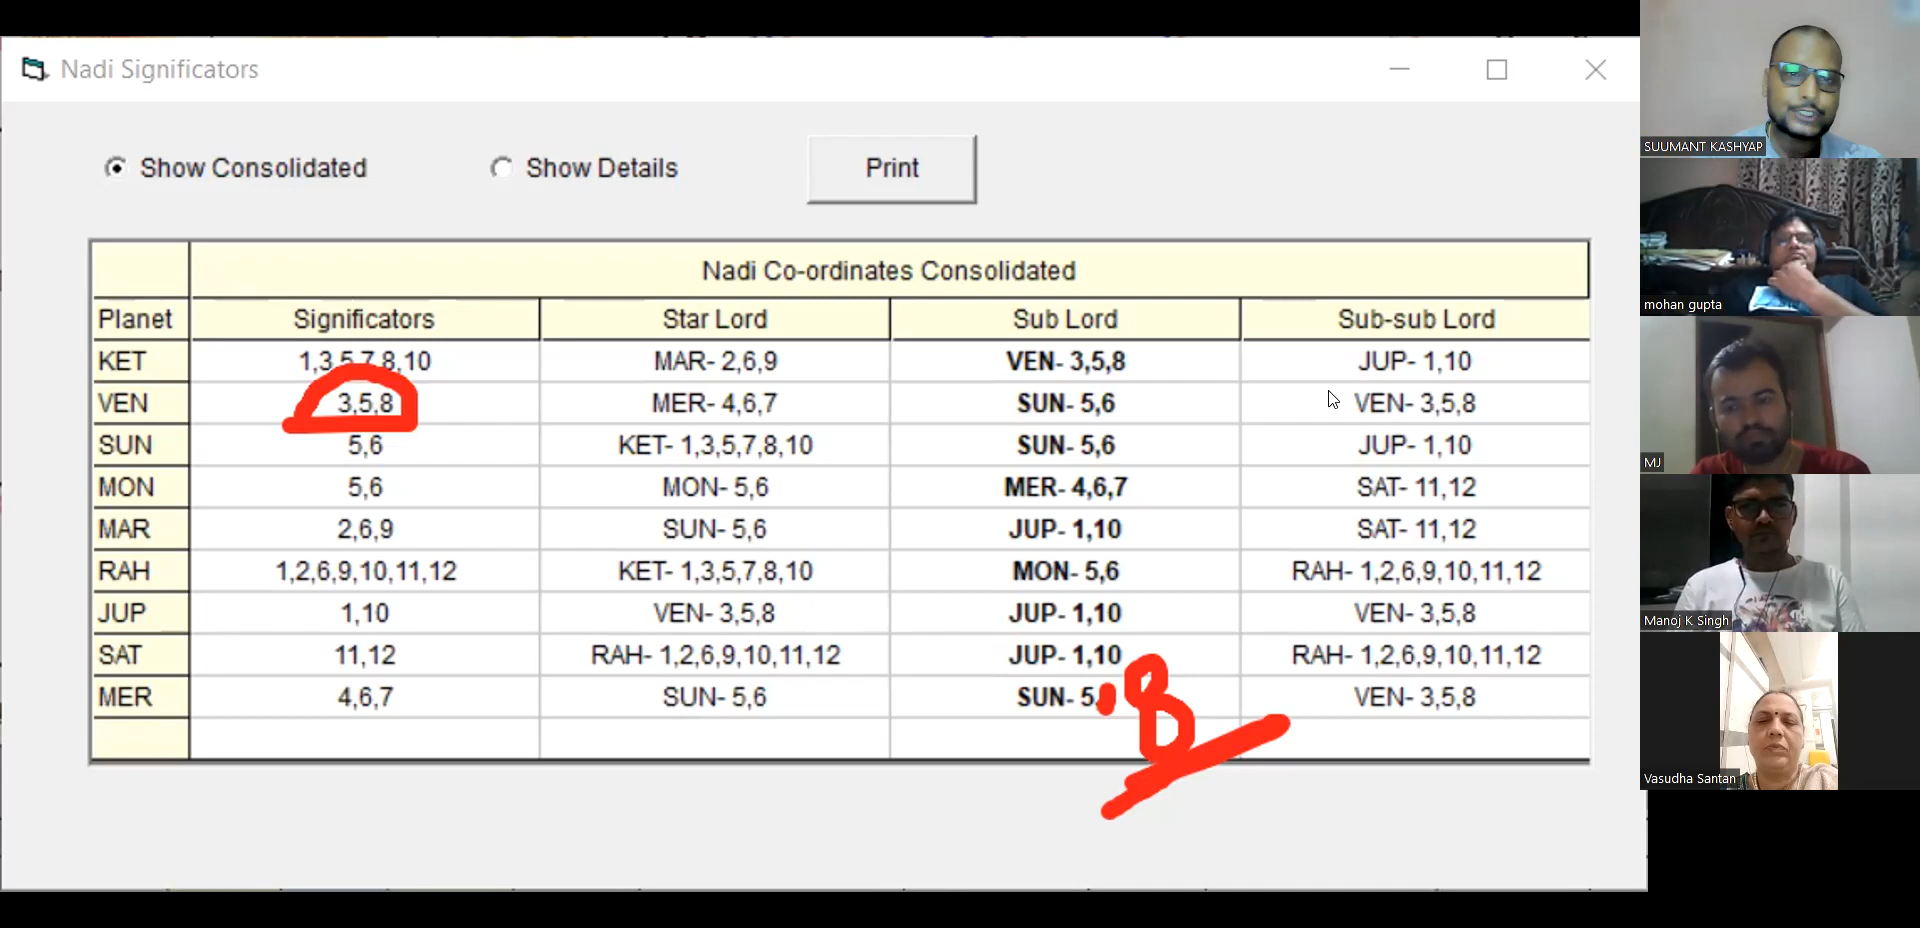 Nadi Significators
Show Consolidated Show Details Print
Nadi Co-ordinates Consolidated
Planet Significators Star Lord Sub Lord Sub-sub Lord
KET 1,3,5,7,8,10 MAR- 2,6,9 VEN- 3,5,8 JUP- 1,10
VEN 3,5,8 MER- 4,6,7 SUN- 5,6 VEN- 3,5,8
SUN 5,6 KET- 1,3,5,7,8,10 SUN- 5,6 JUP- 1,10
MON 5,6 MON- 5,6 MER- 4,6,7 SAT- 11,12
MAR 2,6,9 SUN- 5,6 JUP- 1,10 SAT- 11,12
RAH 1,2,6,9,10,11,12 KET- 1,3,5,7,8,10 MON- 5,6 RAH- 1,2,6,9,10,11,12
JUP 1,10 VEN- 3,5,8 JUP- 1,10 VEN- 3,5,8
SAT 11,12 RAH- 1,2,6,9,10,11,12 JUP- 1,10 RAH- 1,2,6,9,10,11,12
MER 4,6,7 SUN- 5,6 SUN- 5, VEN- 3,5,8
8
SUUMANT KASHYAP
mohan gupta
MJ
Manoj K Singh
Vasudha Santan